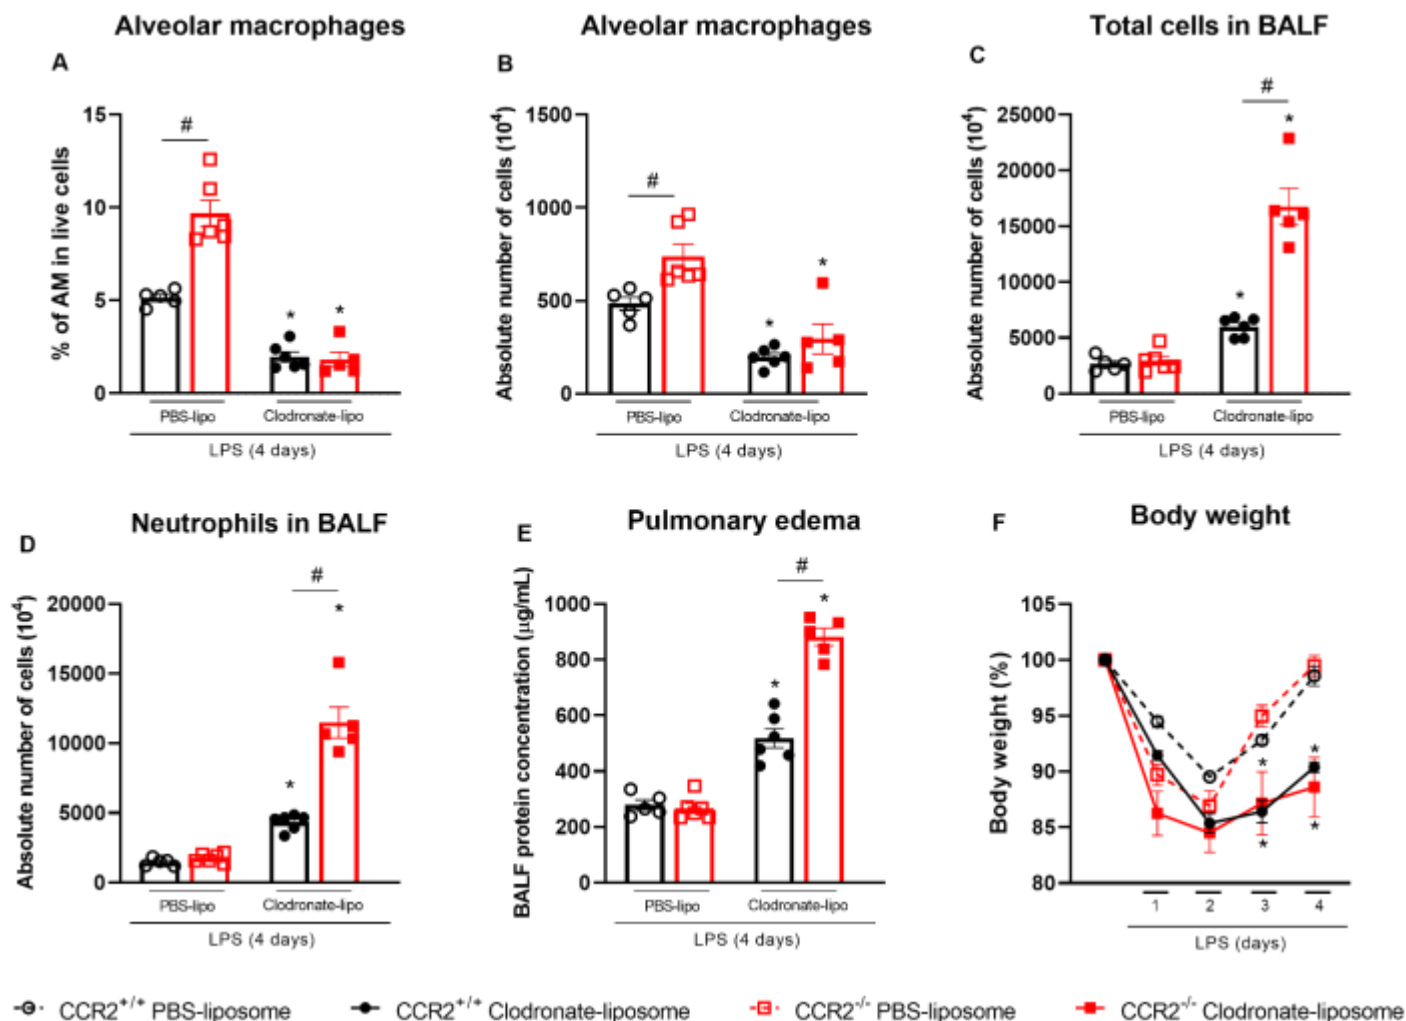 Alveolar macrophages
A
% of AM in live cells
15
10
5
0
#
*
*
PBS-lipo
Clodronate-lipo
LPS (4 days)
Alveolar macrophages
B
Absolute number of cells (10⁴)
1500
1000
500
0
#
*
*
PBS-lipo
Clodronate-lipo
LPS (4 days)
Total cells in BALF
C
Absolute number of cells (10⁴)
25000
20000
15000
10000
5000
0
#
*
*
PBS-lipo
Clodronate-lipo
LPS (4 days)
Neutrophils in BALF
D
Absolute number of cells (10⁴)
20000
15000
10000
5000
0
#
*
*
PBS-lipo
Clodronate-lipo
LPS (4 days)
Pulmonary edema
E
BALF protein concentration (µg/mL)
1000
800
600
400
200
0
#
*
*
PBS-lipo
Clodronate-lipo
LPS (4 days)
Body weight
F
Body weight (%)
105
100
95
90
85
80
*
*
*
*
1 2 3 4
LPS (days)
CCR2⁺/⁺ PBS-liposome
CCR2⁺/⁺ Clodronate-liposome
CCR2⁻/⁻ PBS-liposome
CCR2⁻/⁻ Clodronate-liposome